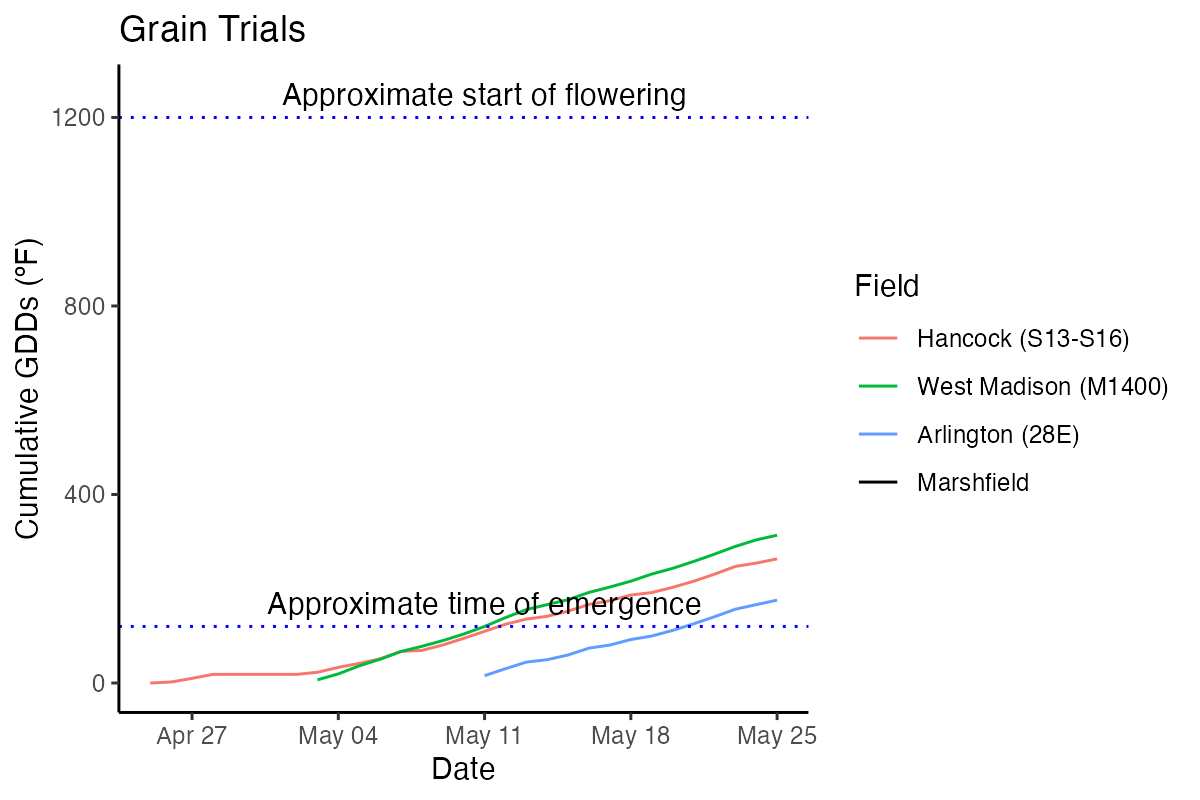 Grain Trials
Approximate start of flowering
1200
800
400
0
Cumulative GDDs (°F)
Approximate time of emergence
Apr 27
May 04
May 11
May 18
May 25
Date
Field
Hancock (S13-S16)
West Madison (M1400)
Arlington (28E)
Marshfield